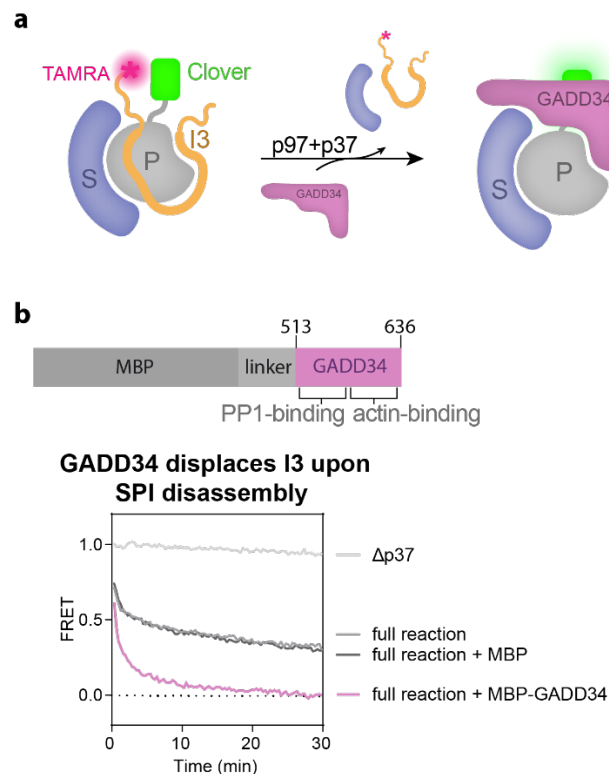 a
TAMRA
Clover
I3
S
P
p97+p37
GADD34
GADD34
S
P
b
513
636
MBP
linker
GADD34
PP1-binding
actin-binding
GADD34 displaces I3 upon
SPI disassembly
1.0
0.5
0.0
FRET
0
10
20
30
Time (min)
Δp37
full reaction
full reaction + MBP
full reaction + MBP-GADD34